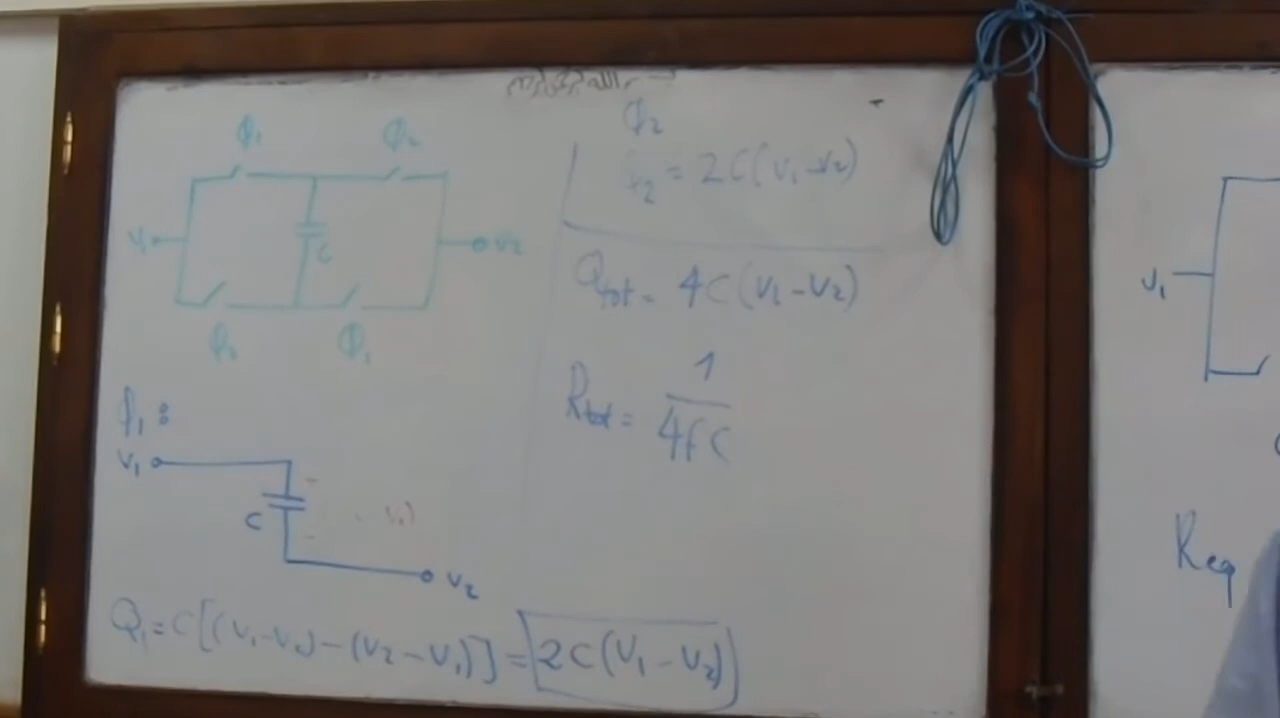 Φ₁ Φ₂
V₁ C V₂
Φ₂ Φ₁
Φ₁ :
V₁
C
V₂
Q₁ = C[(V₁-V₂) - (V₂-V₁)] = 2C(V₁-V₂)
Φ₂
= 2C(V₁-V₂)
Qtot = 4C(V₁-V₂)
Rtot = 1/4fC
V₁
Req